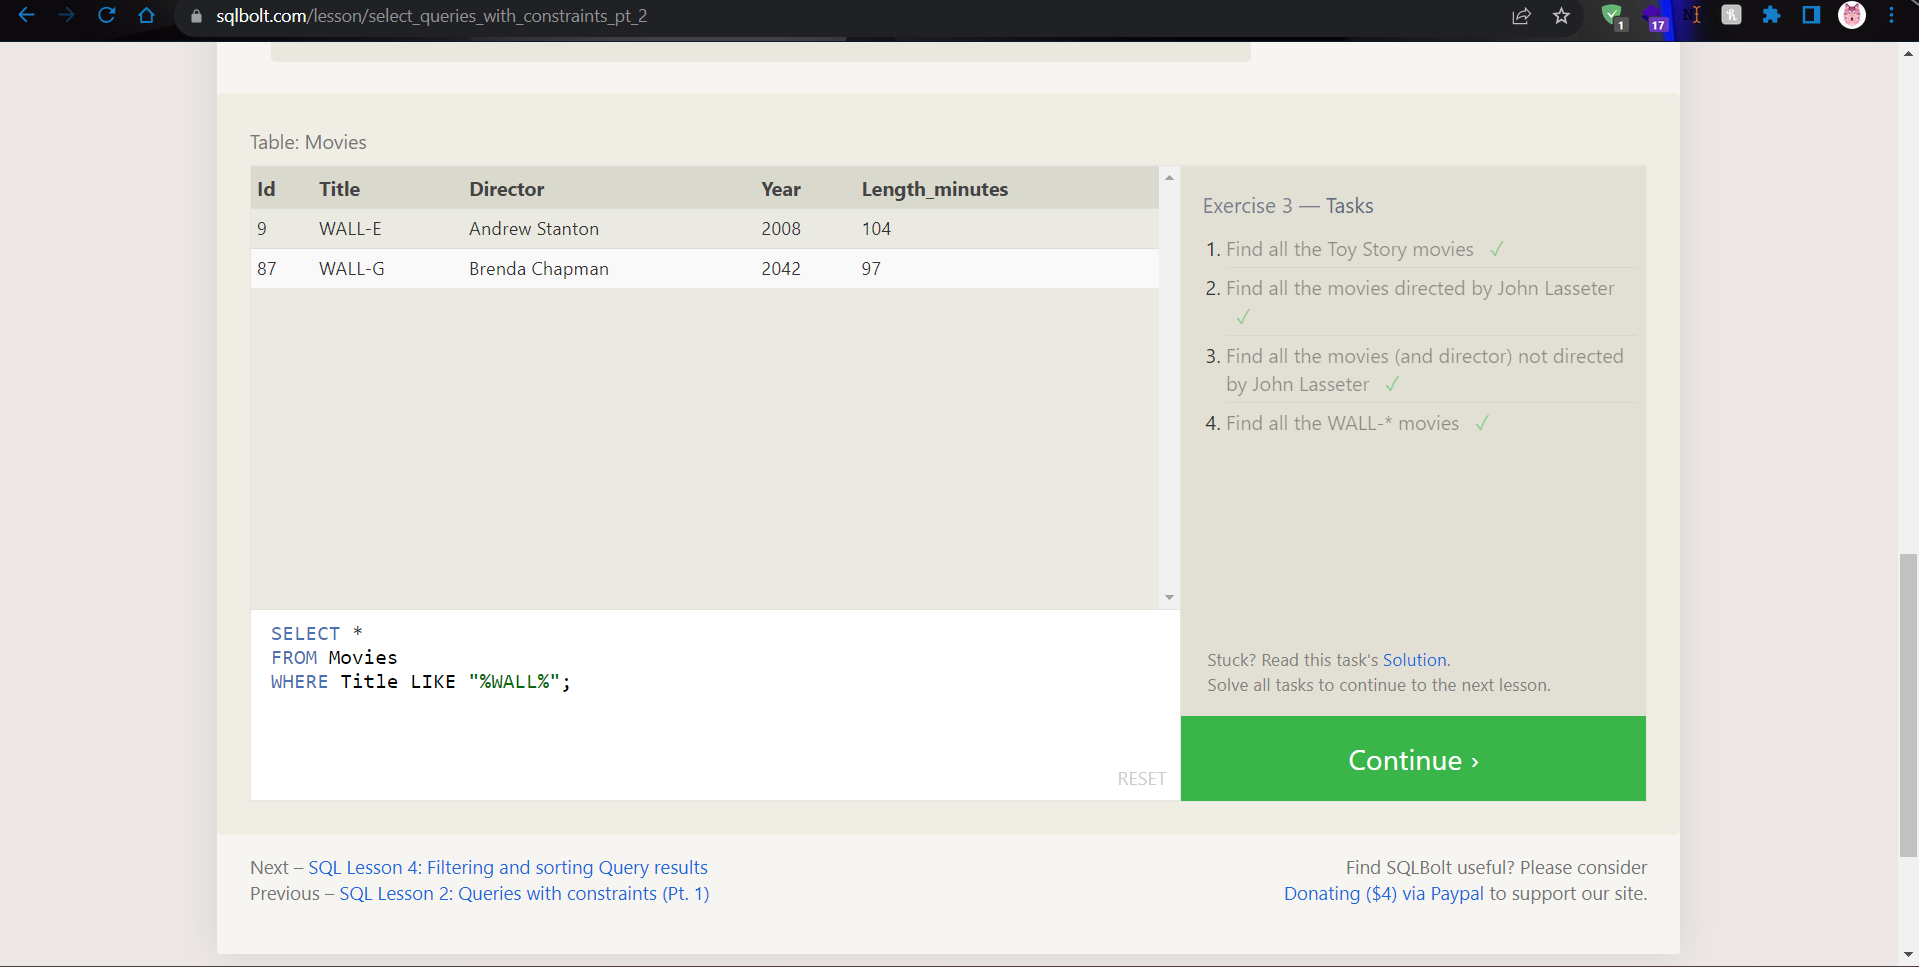 sqlbolt.com/lesson/select_queries_with_constraints_pt_2
1
17
Table: Movies
Id Title Director Year Length_minutes
9 WALL-E Andrew Stanton 2008 104
87 WALL-G Brenda Chapman 2042 97
SELECT *
FROM Movies
WHERE Title LIKE "%WALL%";
RESET
Exercise 3 — Tasks
1. Find all the Toy Story movies ✓
2. Find all the movies directed by John Lasseter
✓
3. Find all the movies (and director) not directed
by John Lasseter ✓
4. Find all the WALL-* movies ✓
Stuck? Read this task's Solution.
Solve all tasks to continue to the next lesson.
Continue ›
Next – SQL Lesson 4: Filtering and sorting Query results
Previous – SQL Lesson 2: Queries with constraints (Pt. 1)
Find SQLBolt useful? Please consider
Donating ($4) via Paypal to support our site.